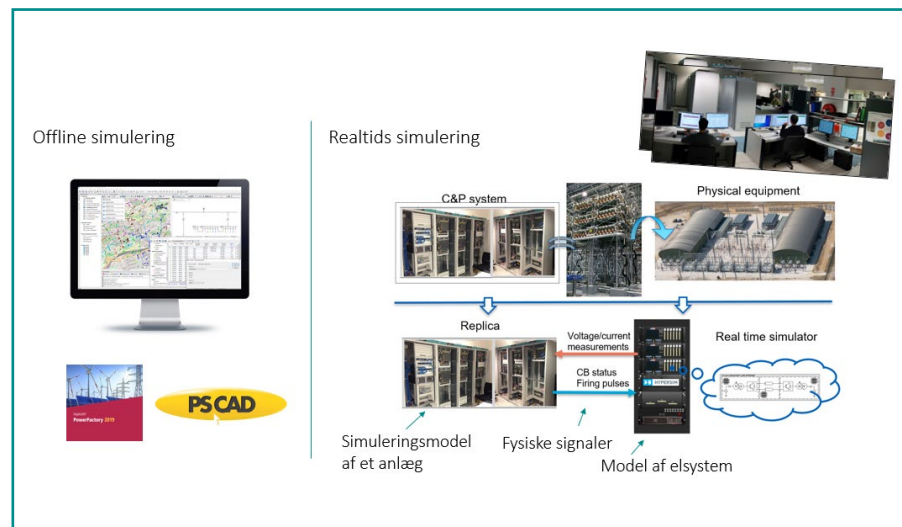 Offline simulering
Realtids simulering
C&P system
Physical equipment
Replica
Voltage/current
measurements
CB status
Firing pulses
Real time simulator
HYPERSIM
PowerFactory 2019
PSCAD
Simuleringsmodel
af et anlæg
Fysiske signaler
Model af elsystem